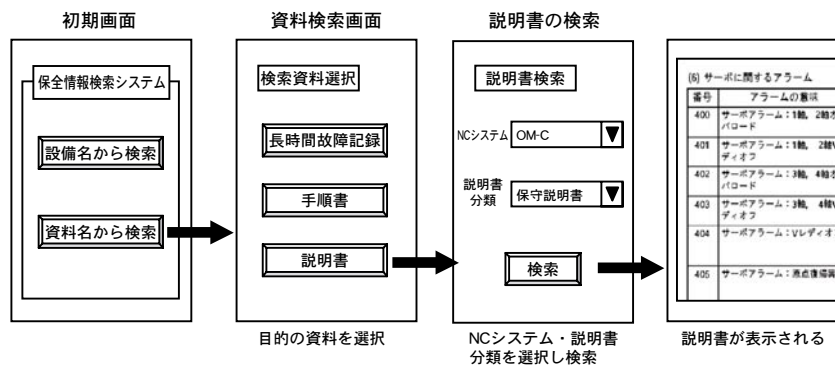 初期画面
保全情報検索システム
設備名から検索
資料名から検索
資料検索画面
検索資料選択
長時間故障記録
手順書
説明書
目的の資料を選択
説明書の検索
説明書検索
NCシステム OM-C
説明書
分類 保守説明書
検索
NCシステム・説明書
分類を選択し検索
(6) サーボに関するアラーム
番号 アラームの意味
400 サーボアラーム：1軸, 2軸オ
バロード
401 サーボアラーム：1軸, 2軸V
ディオフ
402 サーボアラーム：3軸, 4軸オ
バロード
403 サーボアラーム：3軸, 4軸V
ディオフ
404 サーボアラーム：Vレディオ
405 サーボアラーム：原点復帰異
説明書が表示される